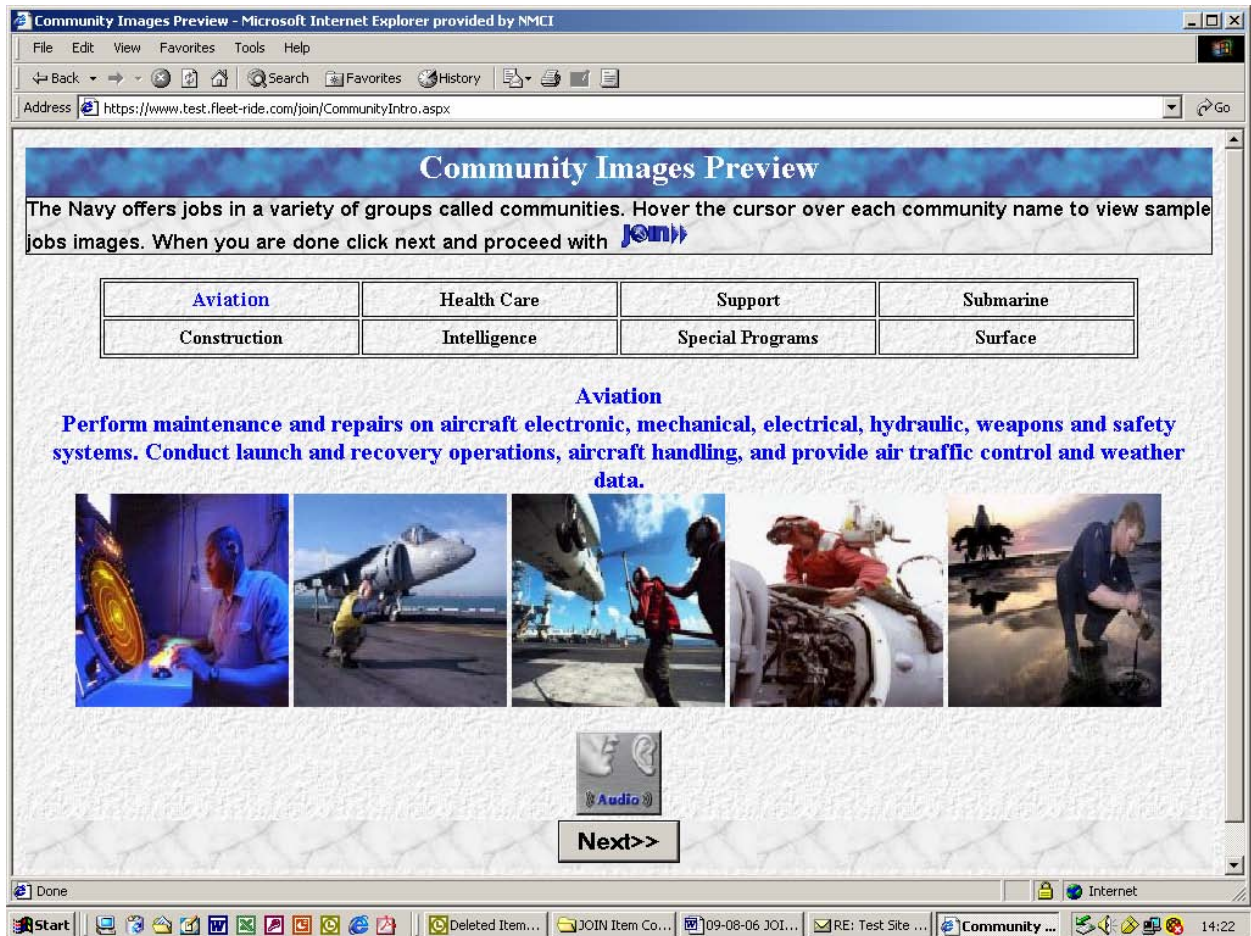 Community Images Preview - Microsoft Internet Explorer provided by NMCI
File Edit View Favorites Tools Help
Back Search Favorites History
Address https://www.test.fleet-ride.com/join/CommunityIntro.aspx Go
Community Images Preview
The Navy offers jobs in a variety of groups called communities. Hover the cursor over each community name to view sample
jobs images. When you are done click next and proceed with JOIN
Aviation Health Care Support Submarine
Construction Intelligence Special Programs Surface
Aviation
Perform maintenance and repairs on aircraft electronic, mechanical, electrical, hydraulic, weapons and safety
systems. Conduct launch and recovery operations, aircraft handling, and provide air traffic control and weather
data.
Audio
Next>>
Done Internet
Start Deleted Item... JOIN Item Co... 09-08-06 JOI... RE: Test Site ... Community ... 14:22